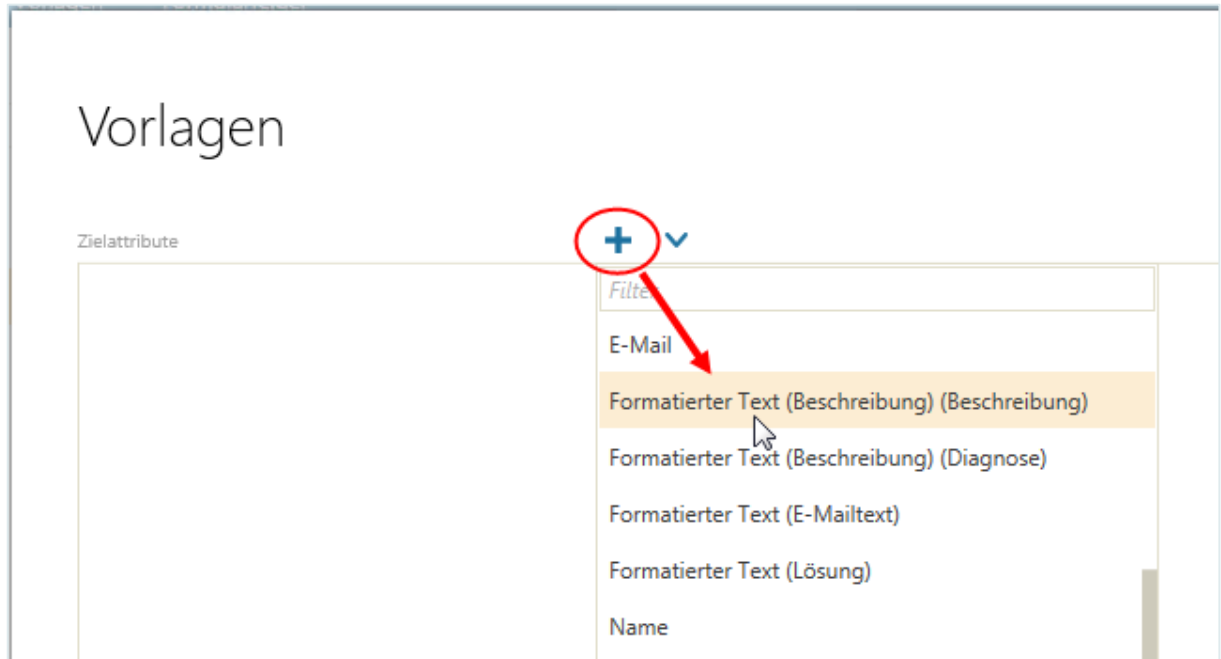 Vorlagen
Zielattribute
Filter
E-Mail
Formatierter Text (Beschreibung) (Beschreibung)
Formatierter Text (Beschreibung) (Diagnose)
Formatierter Text (E-Mailtext)
Formatierter Text (Lösung)
Name